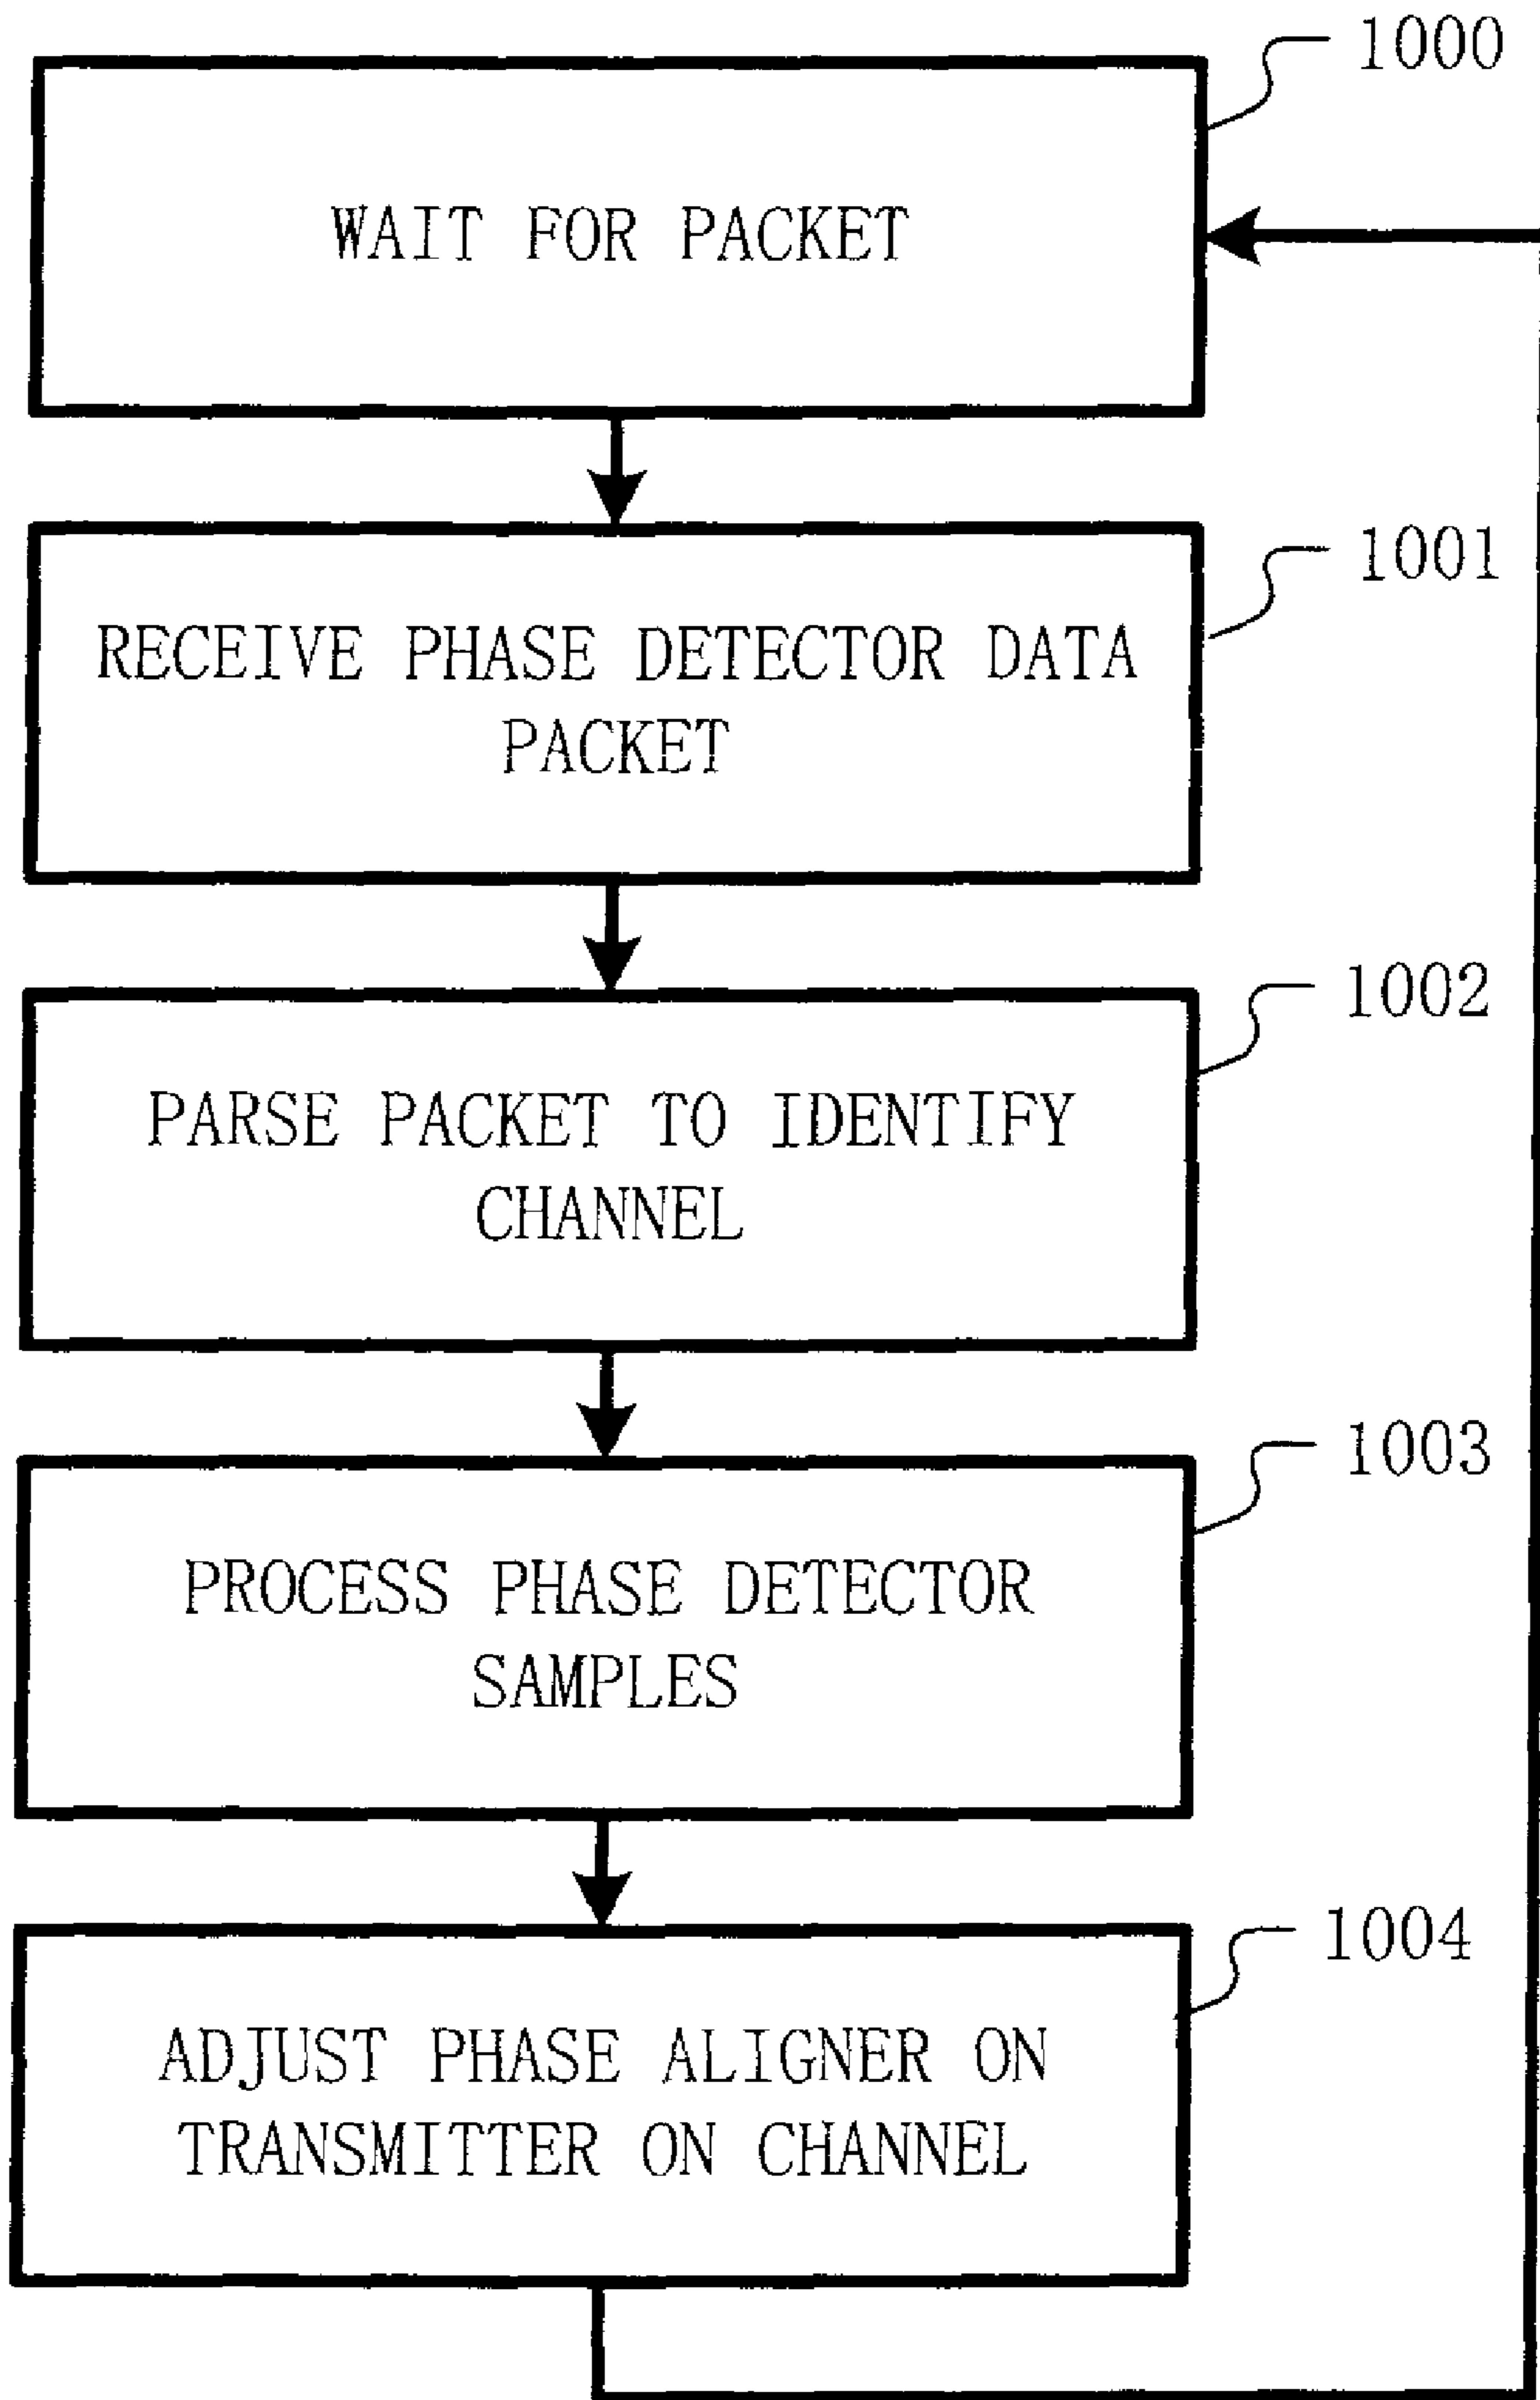 1000
WAIT FOR PACKET
1001
RECEIVE PHASE DETECTOR DATA
PACKET
1002
PARSE PACKET TO IDENTIFY
CHANNEL
1003
PROCESS PHASE DETECTOR
SAMPLES
1004
ADJUST PHASE ALIGNER ON
TRANSMITTER ON CHANNEL